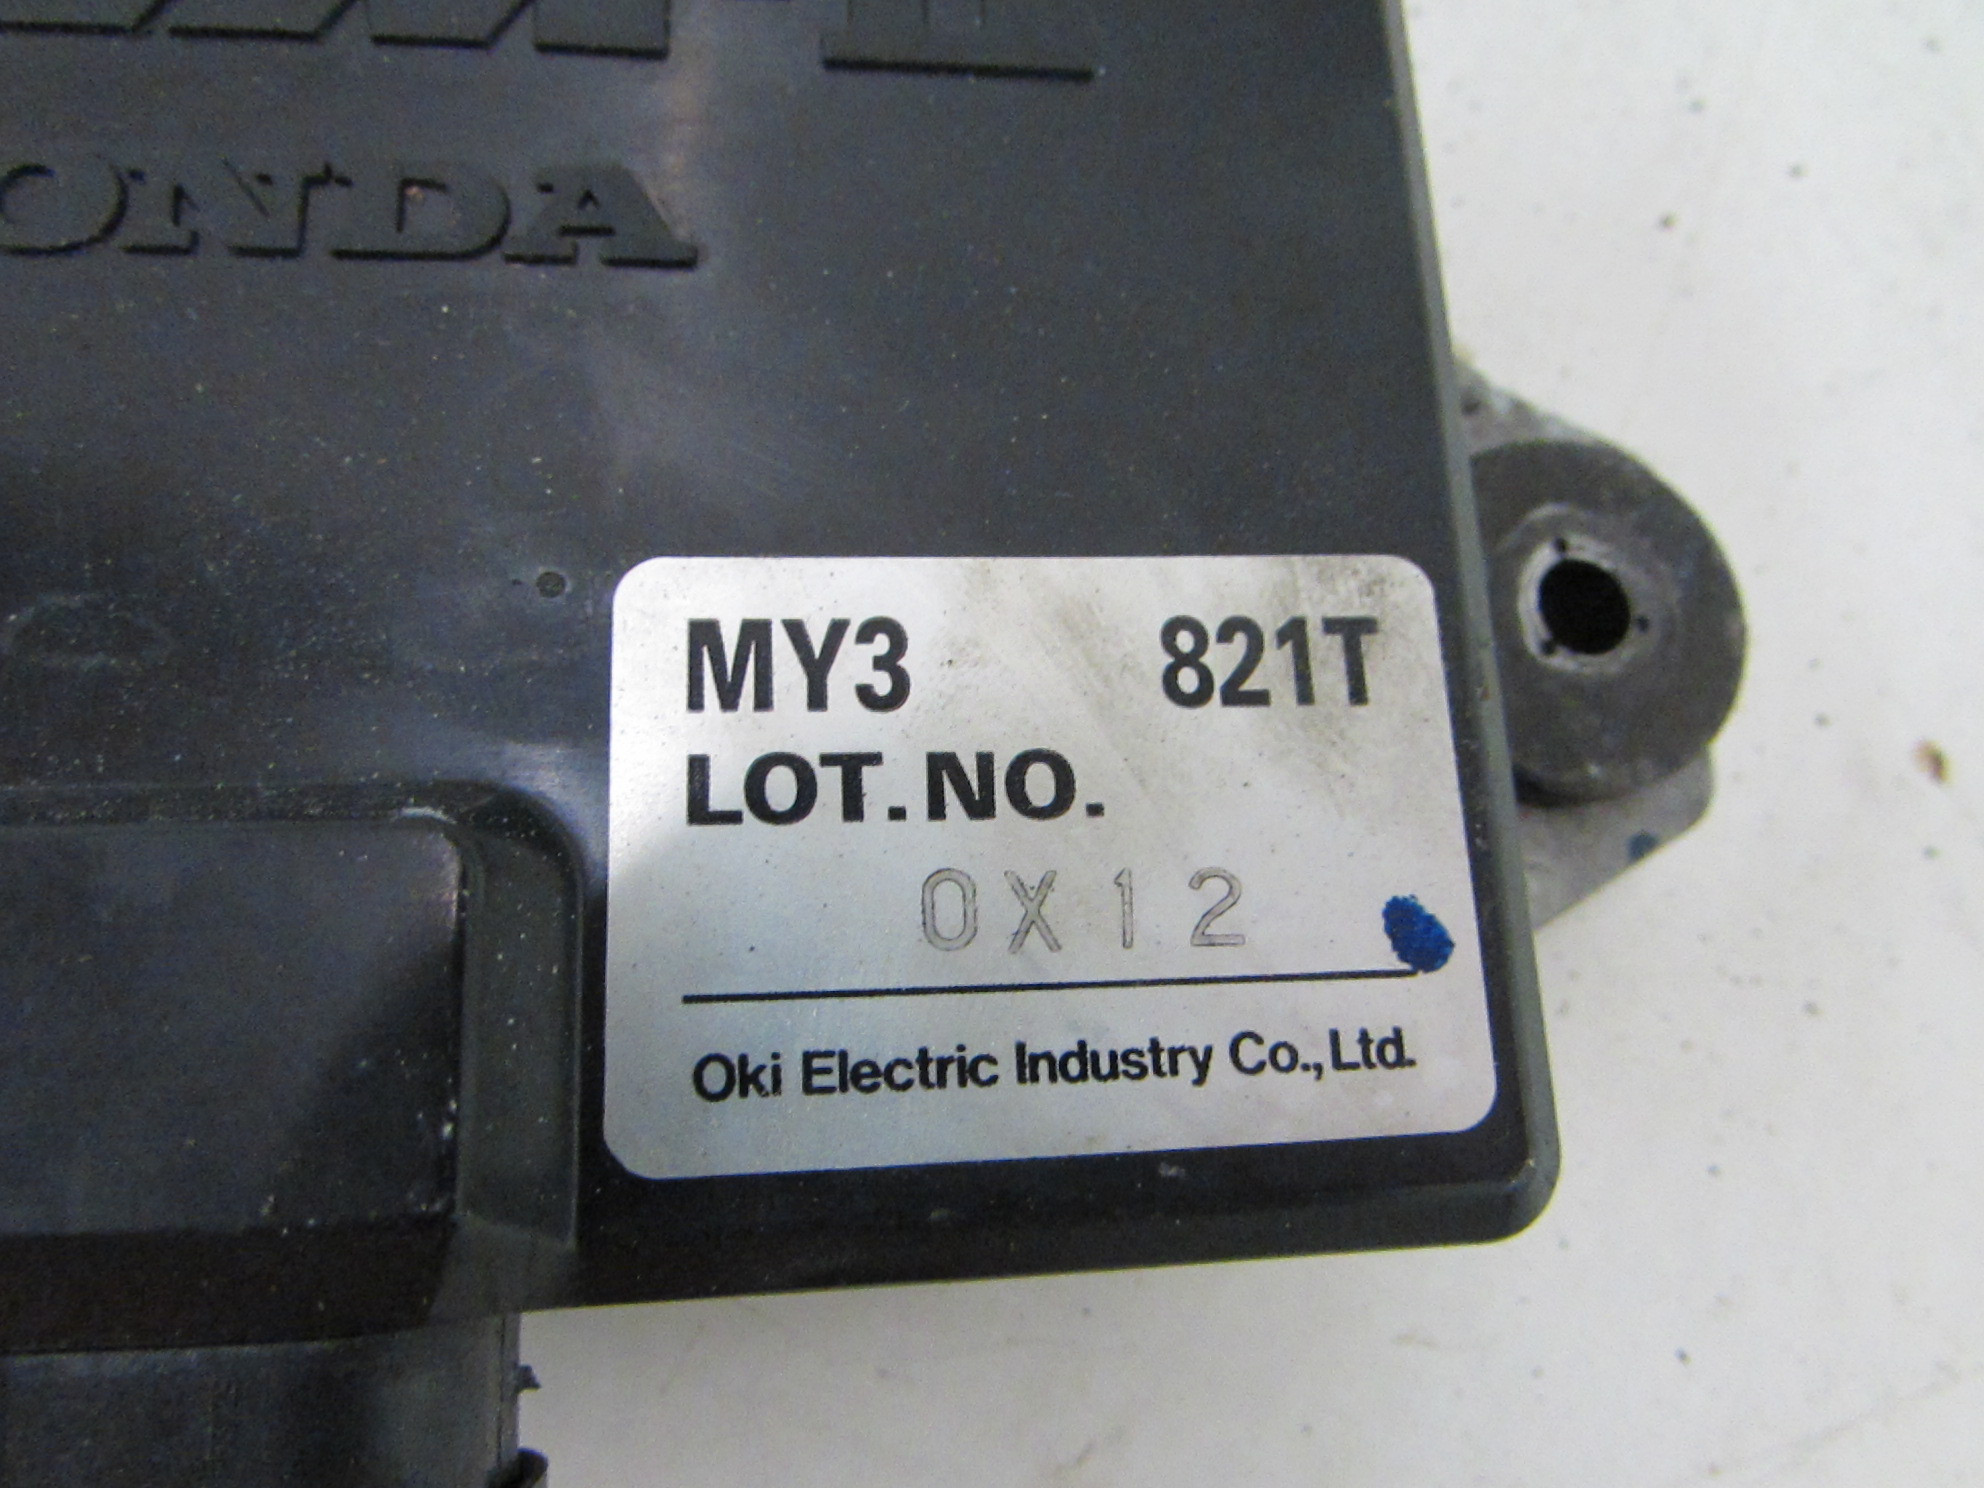 ONDA
MY3 821T
LOT.NO.
0X12
Oki Electric Industry Co.,Ltd.